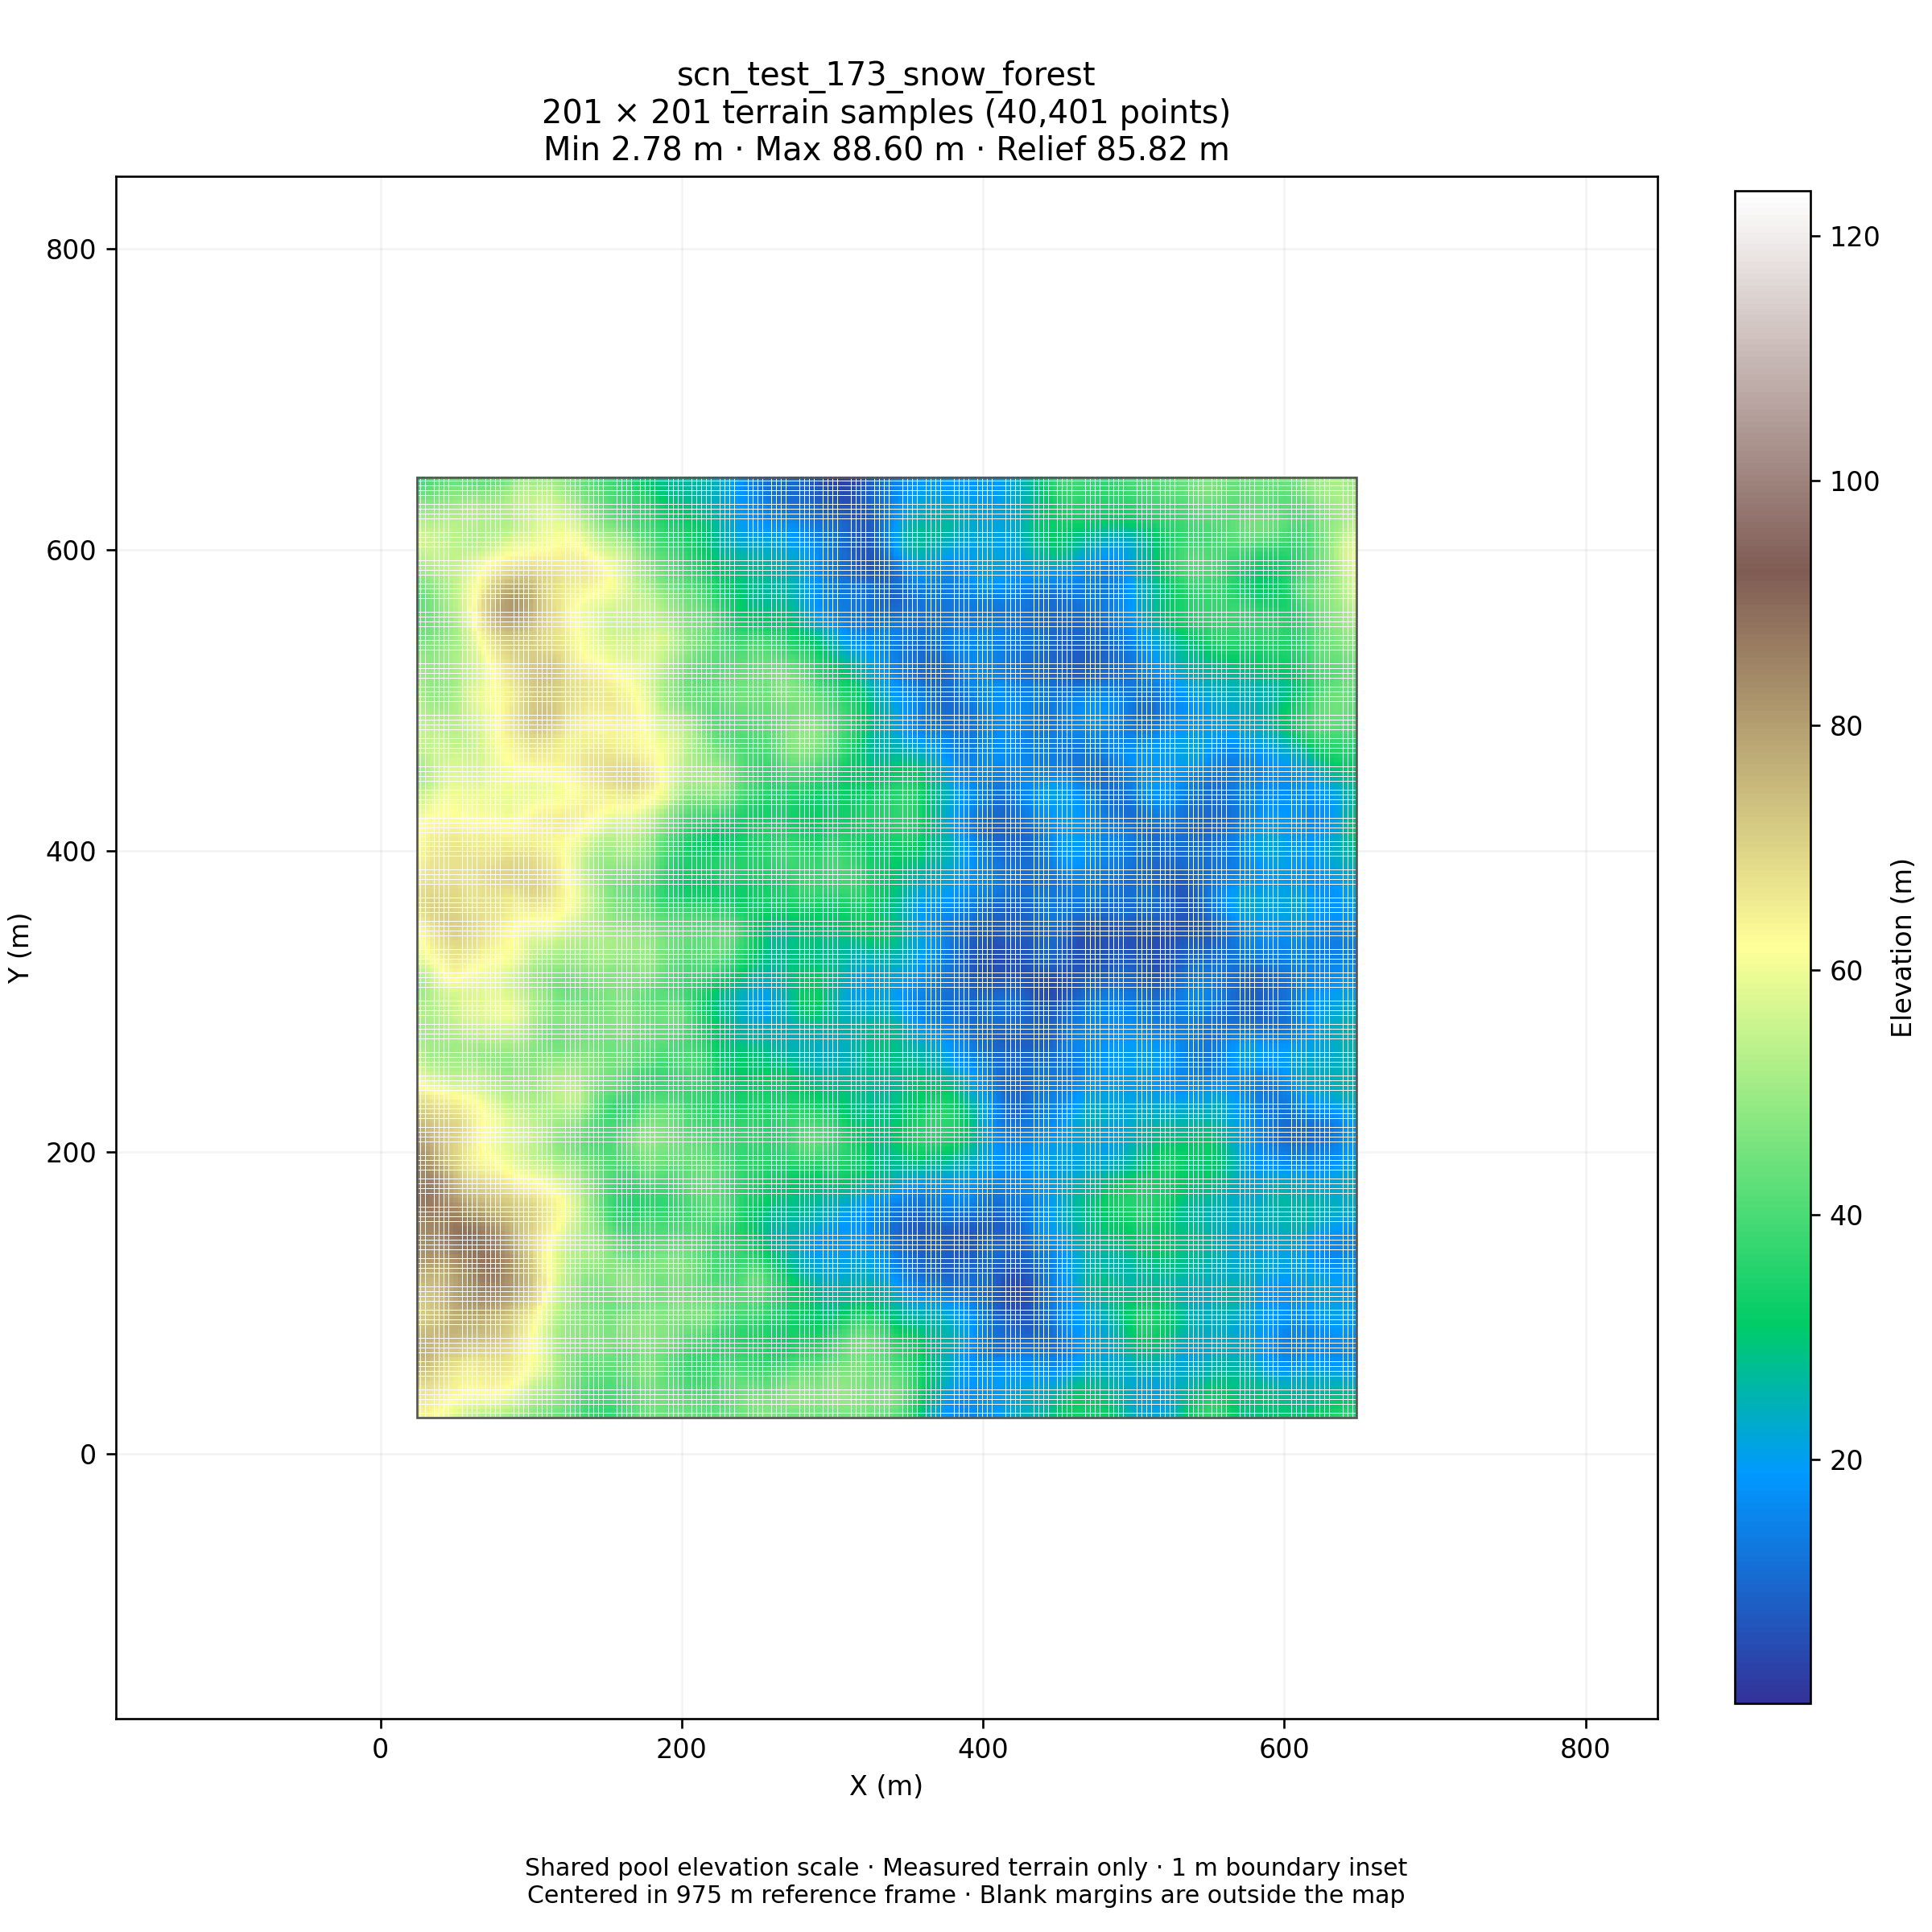 scn_test_173_snow_forest
201 × 201 terrain samples (40,401 points)
Min 2.78 m · Max 88.60 m · Relief 85.82 m
800
600
400
200
0
Y (m)
0
200
400
600
800
X (m)
120
100
80
60
40
20
Elevation (m)
Shared pool elevation scale · Measured terrain only · 1 m boundary inset
Centered in 975 m reference frame · Blank margins are outside the map